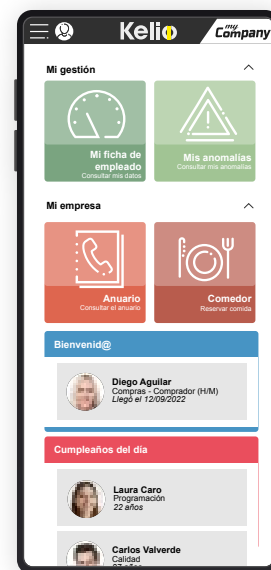 Kelio
my
Company
Mi gestión
Mi ficha de
empleado
Consultar mis datos
Mis anomalías
Consultar mis anomalías
Mi empresa
Anuario
Consultar el anuario
Comedor
Reservar comida
Bienvenid@
Diego Aguilar
Compras - Comprador (H/M)
Llegó el 12/09/2022
Cumpleaños del día
Laura Caro
Programación
22 años
Carlos Valverde
Calidad